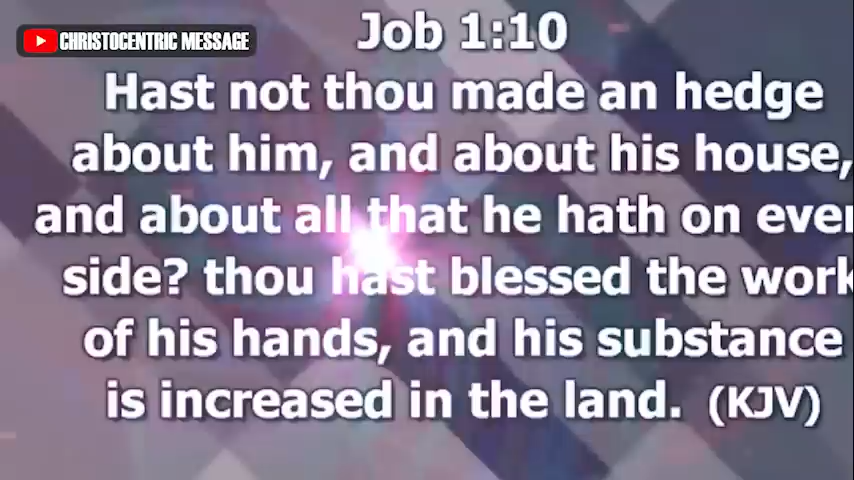 CHRISTOCENTRIC MESSAGE
Job 1:10
Hast not thou made an hedge
about him, and about his house,
and about all that he hath on ever
side? thou hast blessed the work
of his hands, and his substance
is increased in the land. (KJV)